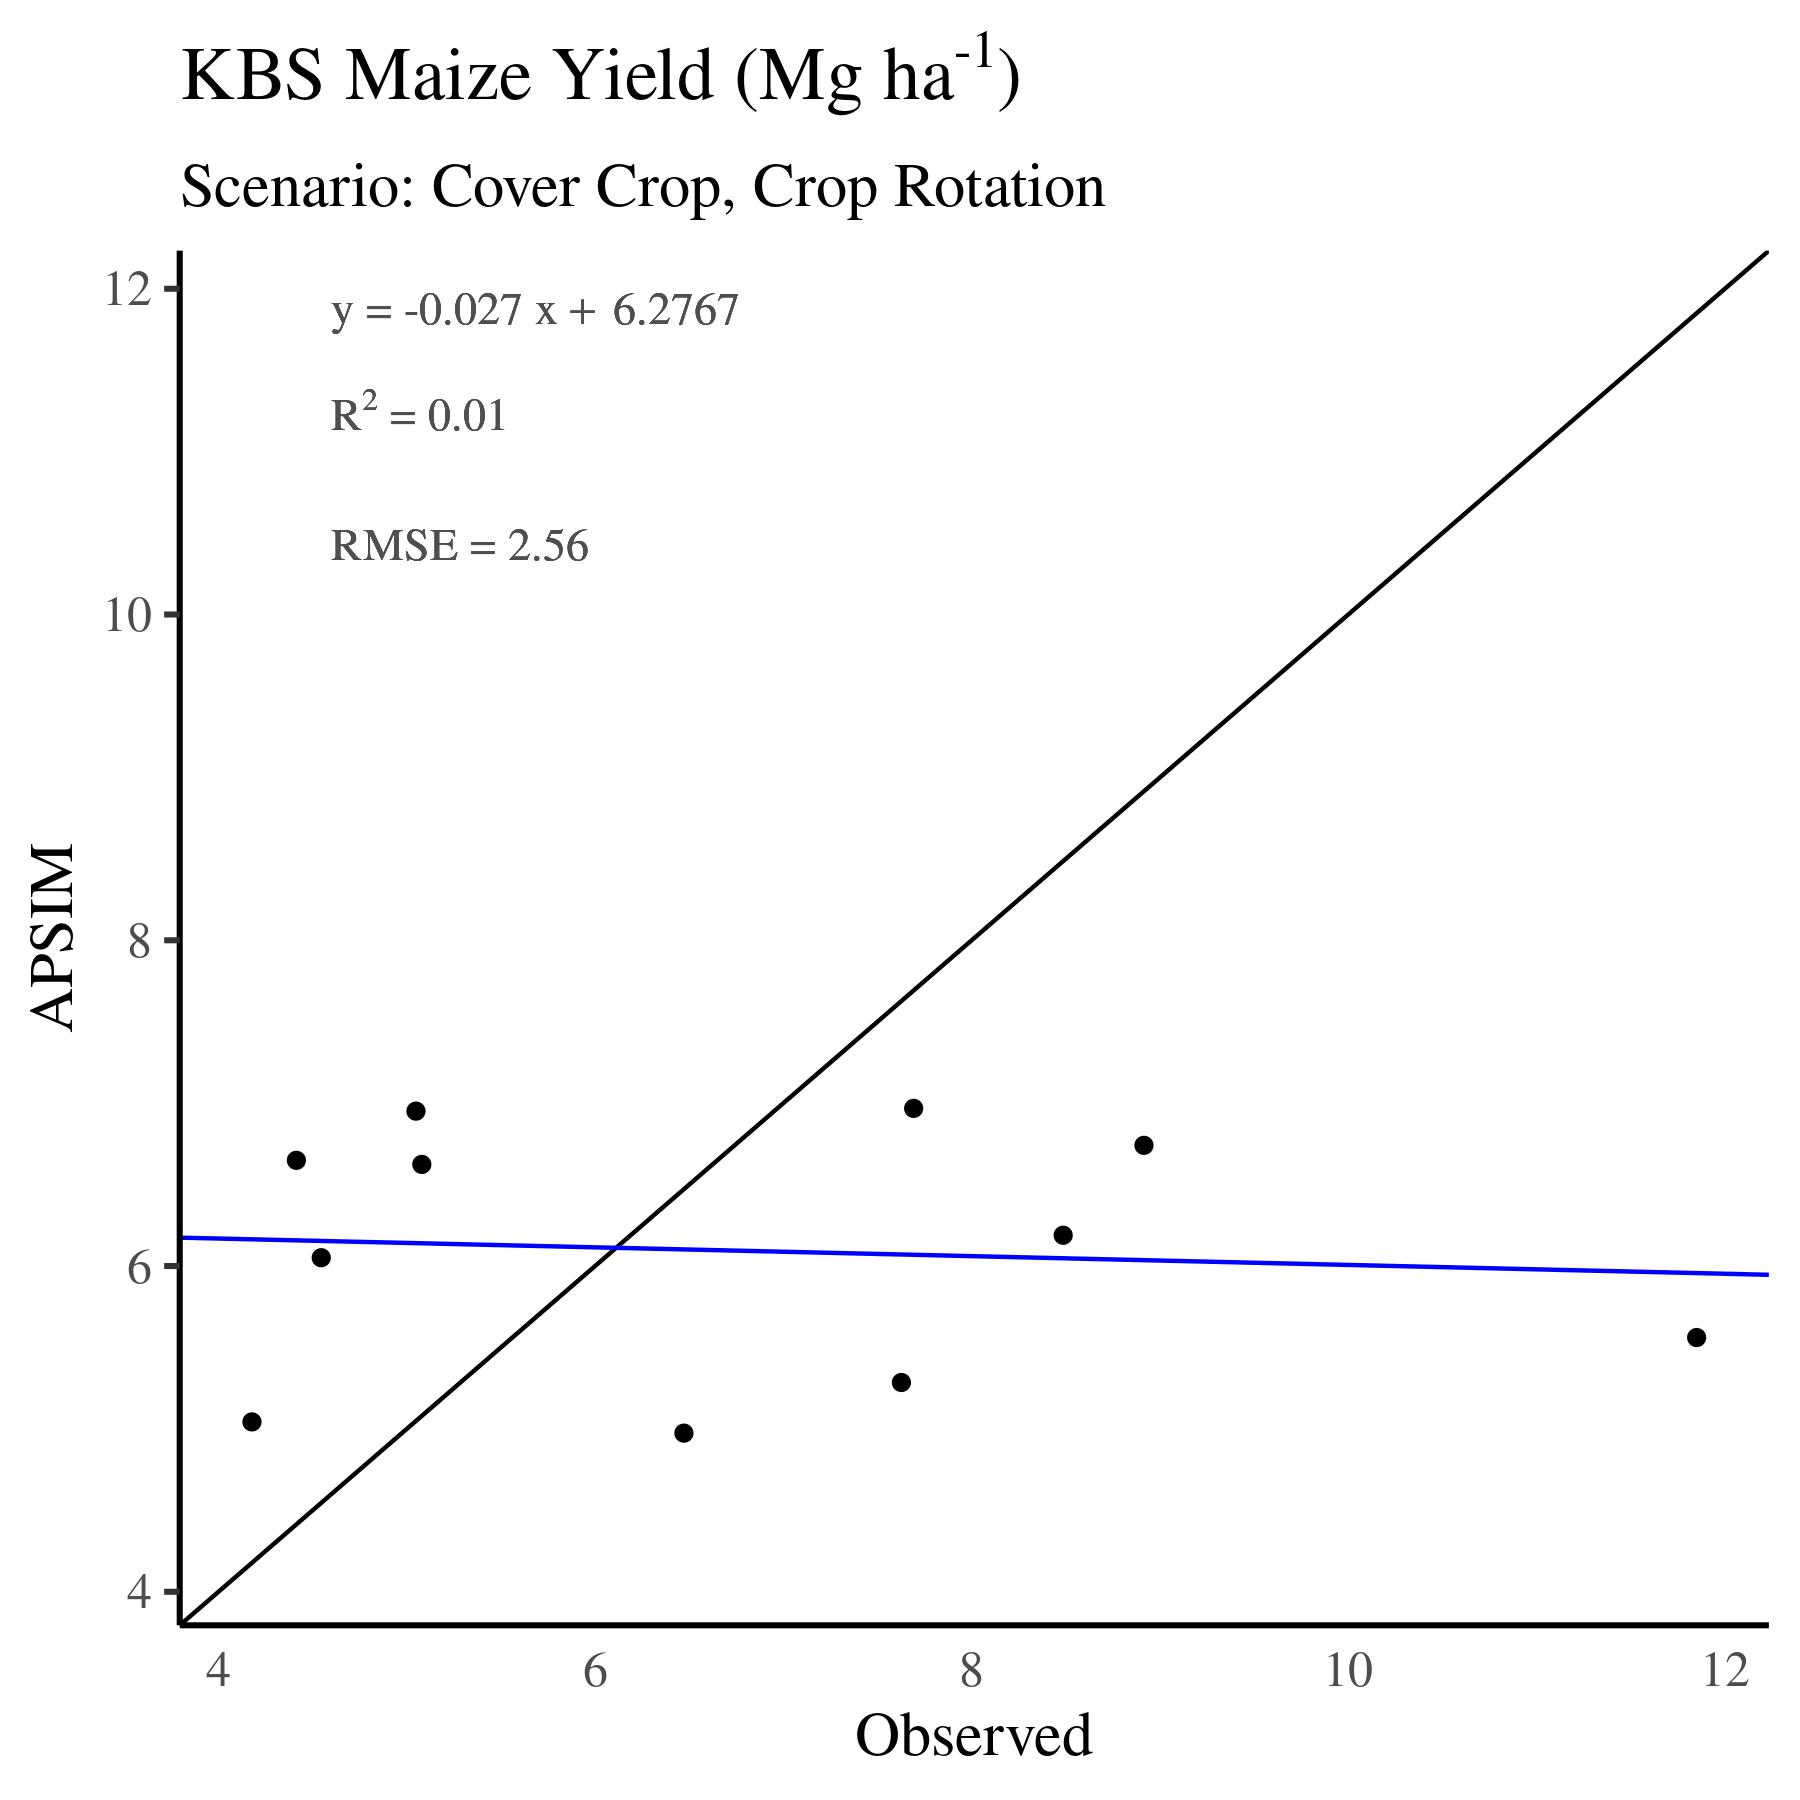 KBS Maize Yield (Mg ha⁻¹)
Scenario: Cover Crop, Crop Rotation
12
10
8
6
4
y = -0.027 x + 6.2767
R² = 0.01
RMSE = 2.56
APSIM
4 6 8 10 12
Observed